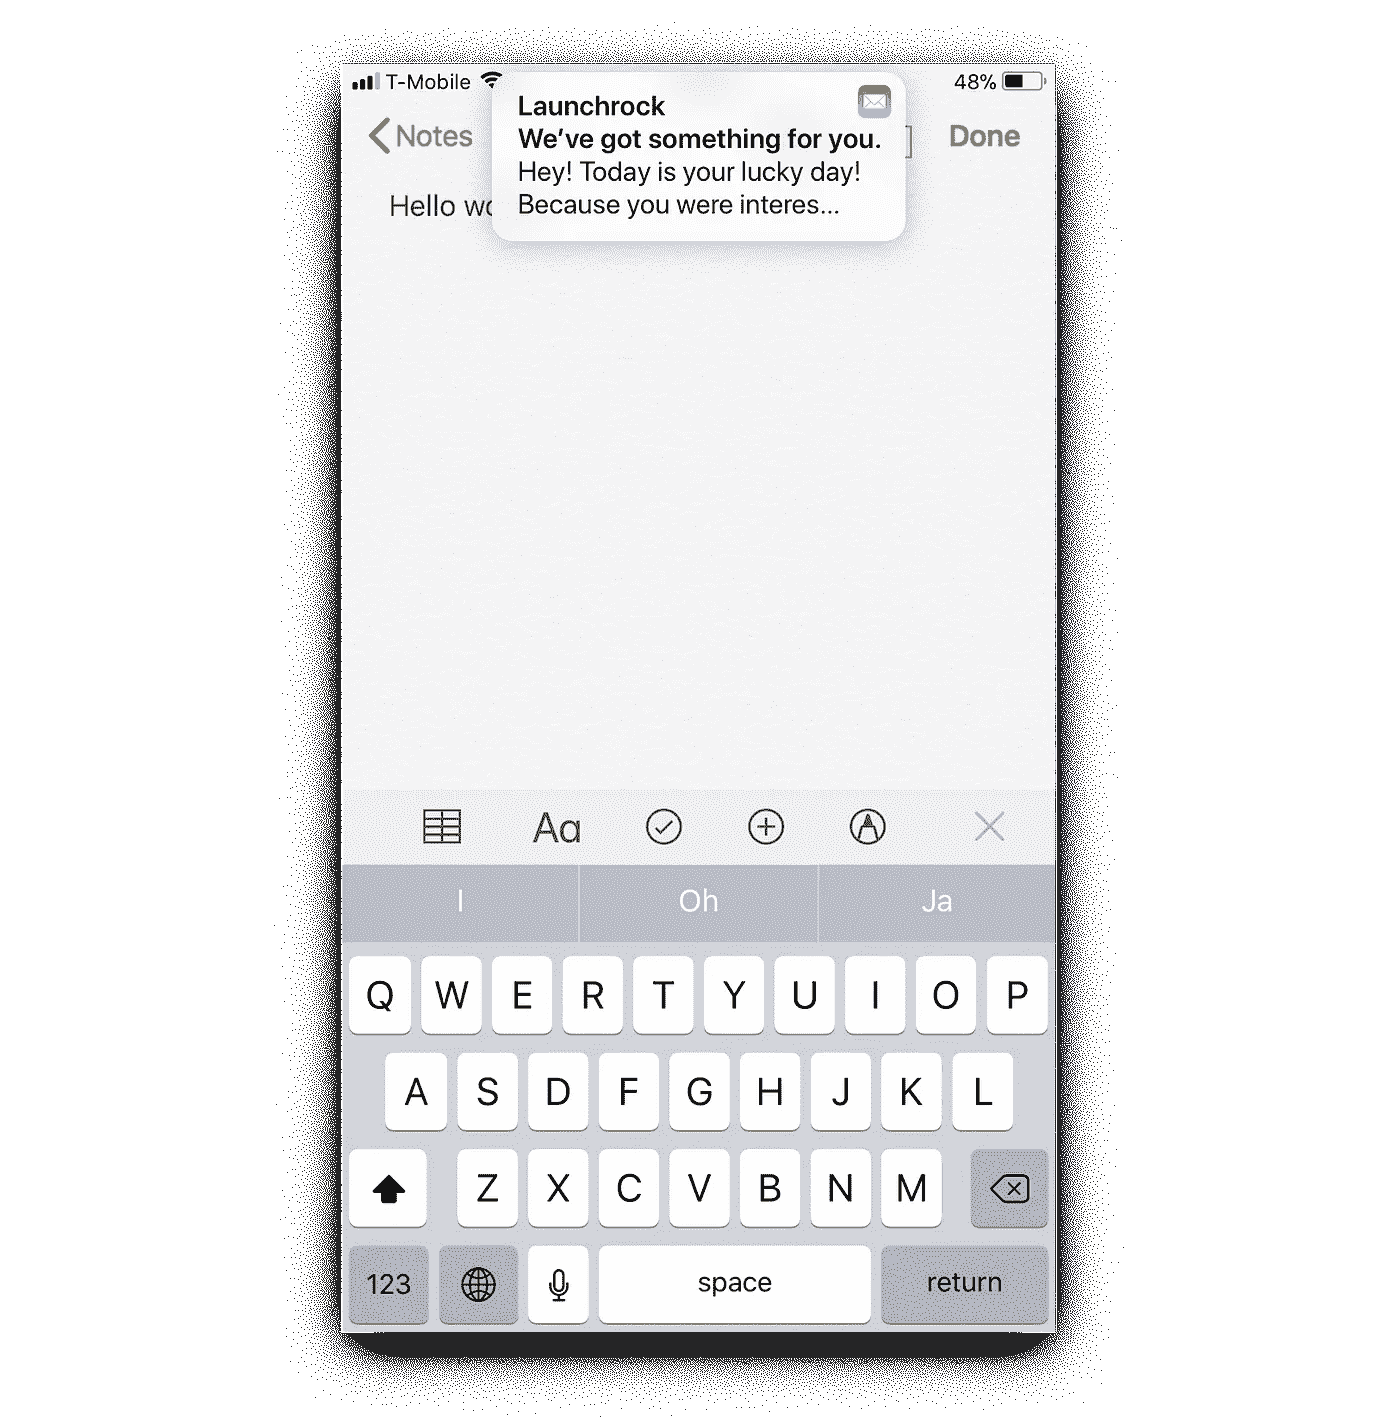 T-Mobile 48%
Notes Done
Launchrock
We've got something for you.
Hey! Today is your lucky day!
Because you were interes...
Hello
Aa
I Oh Ja
Q W E R T Y U I O P
A S D F G H J K L
Z X C V B N M
123 space return